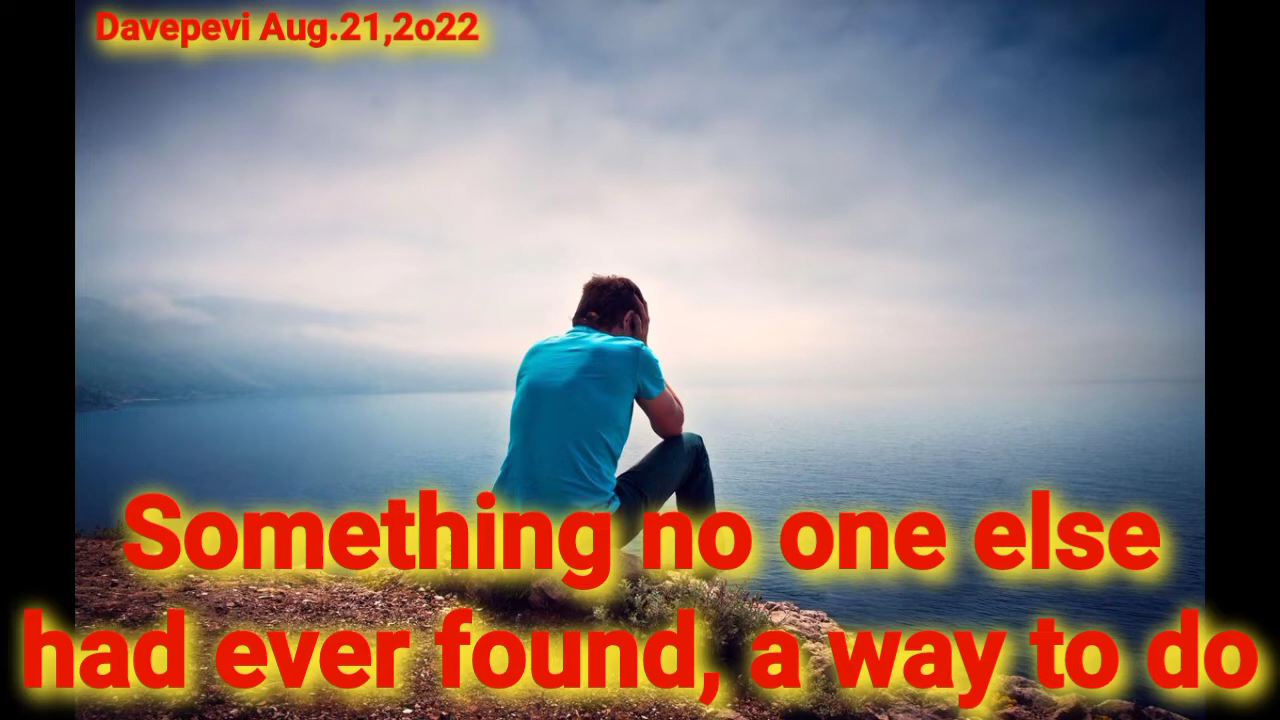 Davepevi Aug.21,2o22
Something no one else
had ever found, a way to do